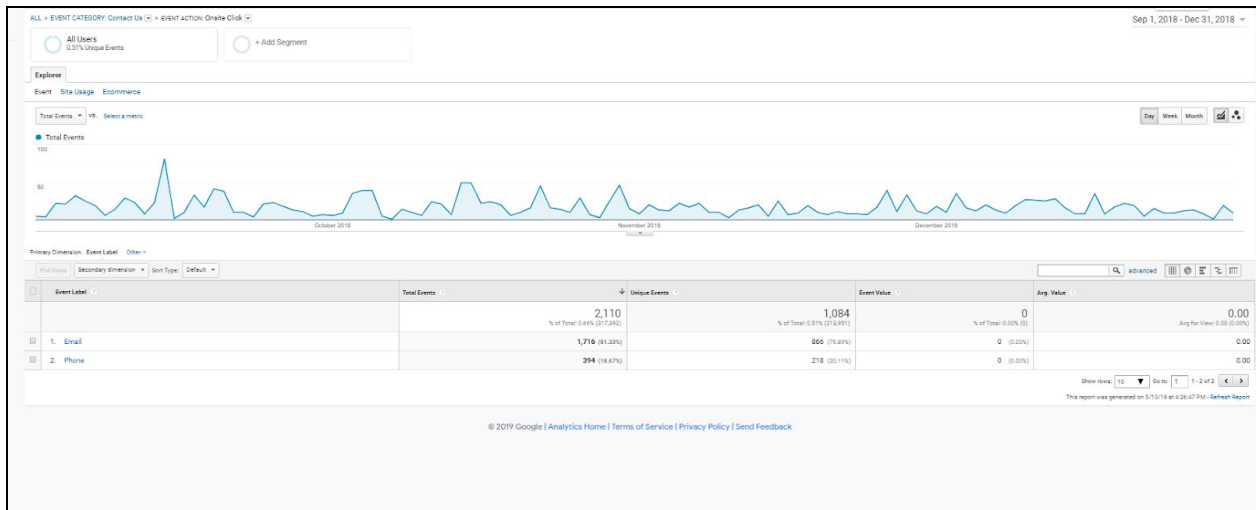 ALL » EVENT CATEGORY: Contact Us » EVENT ACTION: Onsite Click
Sep 1, 2018 - Dec 31, 2018
All Users
0.51% Unique Events
+ Add Segment
Explorer
Event Site Usage Ecommerce
Total Events VS. Select a metric
Day Week Month
Total Events
100
50
October 2018 November 2018 December 2018
Primary Dimension: Event Label Other
Plot Rows Secondary dimension Sort Type: Default advanced
Event Label Total Events Unique Events Event Value Avg. Value
2,110 1,084 0 0.00
% of Total: 0.66% (317,392) % of Total: 0.51% (213,951) % of Total: 0.00% (0) Avg for View: 0.00 (0.00%)
1. Email 1,716 (81.33%) 866 (79.89%) 0 (0.00%) 0.00
2. Phone 394 (18.67%) 218 (20.11%) 0 (0.00%) 0.00
Show rows: 10 Go to: 1 1 - 2 of 2
This report was generated on 5/10/19 at 4:26:47 PM - Refresh Report
© 2019 Google | Analytics Home | Terms of Service | Privacy Policy | Send Feedback